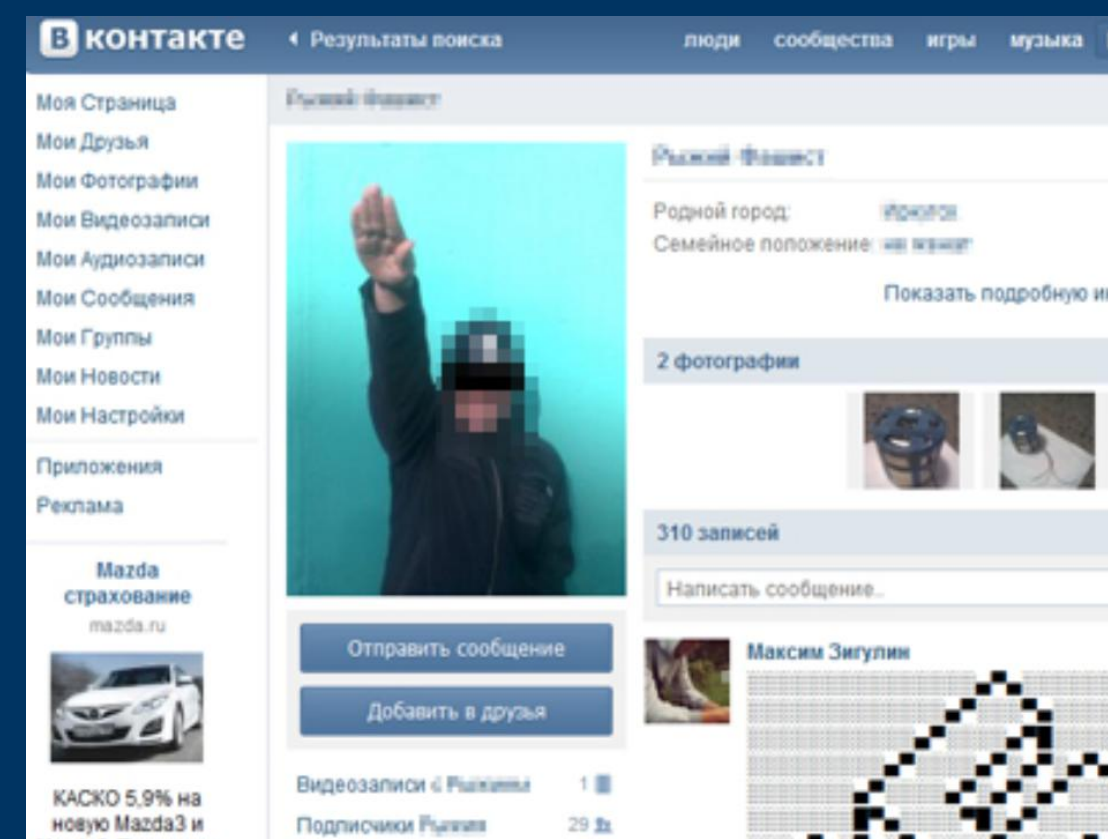 В контакте
Результаты поиска
люди сообщества игры музыка
Моя Страница
Мои Друзья
Мои Фотографии
Мои Видеозаписи
Мои Аудиозаписи
Мои Сообщения
Мои Группы
Мои Новости
Мои Настройки
Приложения
Реклама
Mazda
страхование
mazda.ru
КАСКО 5,9% на
новую Mazda3 и
Отправить сообщение
Добавить в друзья
Видеозаписи с
1
Подписчики
29
Родной город:
Семейное положение:
Показать подробную
2 фотографии
310 записей
Написать сообщение..
Максим Зигулин